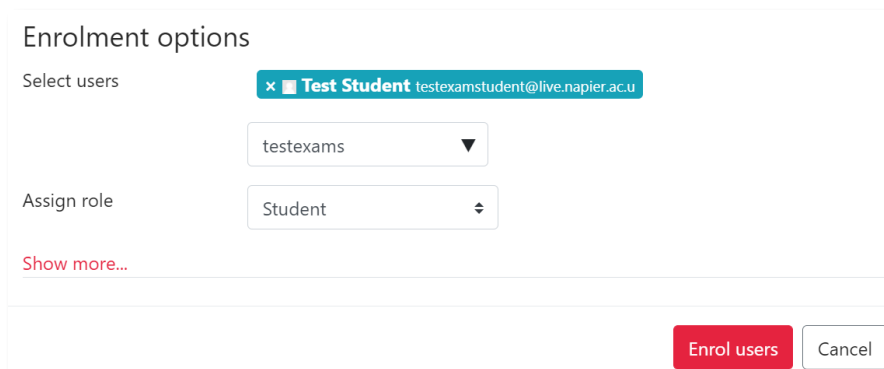 Enrolment options
Select users
× Test Student testexamstudent@live.napier.ac.u
testexams ▼
Assign role
Student
Show more...
Enrol users
Cancel